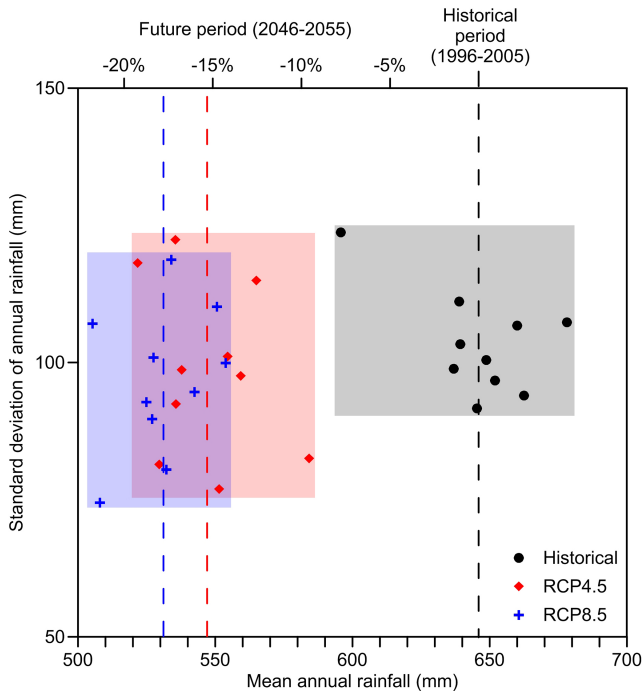 Historical
period
(1996-2005)
Future period (2046-2055)
-20% -15% -10% -5%
150
100
50
Standard deviation of annual rainfall (mm)
Historical
RCP4.5
RCP8.5
500 550 600 650 700
Mean annual rainfall (mm)